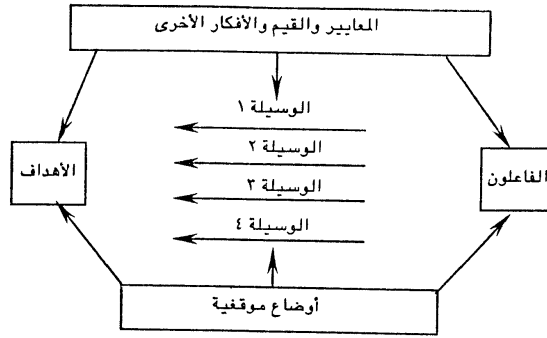 المعايير والقيم والأفكار الأخرى
الوسيلة ١
الوسيلة ٢
الوسيلة ٣
الوسيلة ٤
الفاعلون
الأهداف
أوضاع موقفية